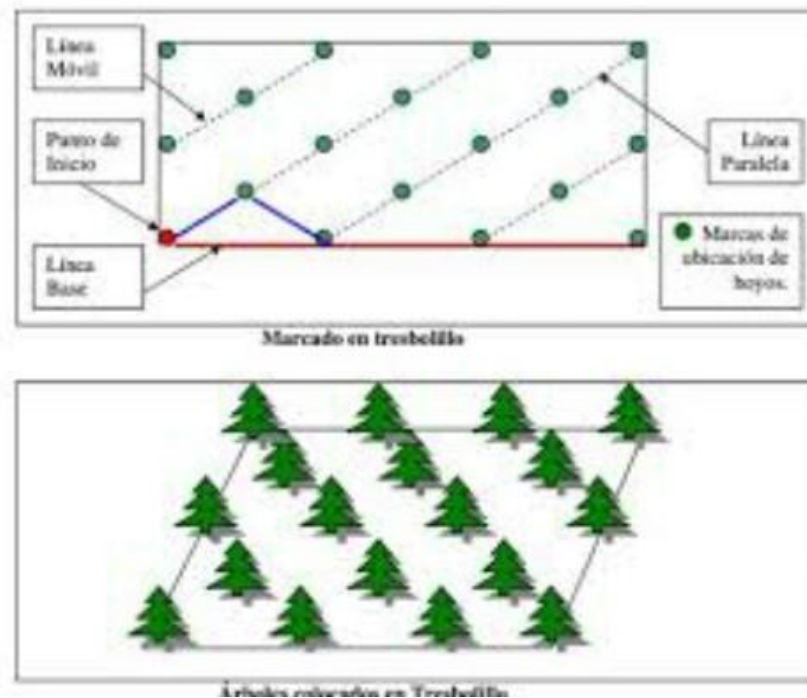 Línea
Móvil
Punto de
Inicio
Línea
Base
Línea
Paralela
Marcas de
ubicación de
hoyos.
Marcado en tresbolillo
Árboles colocados en Tresbolillo